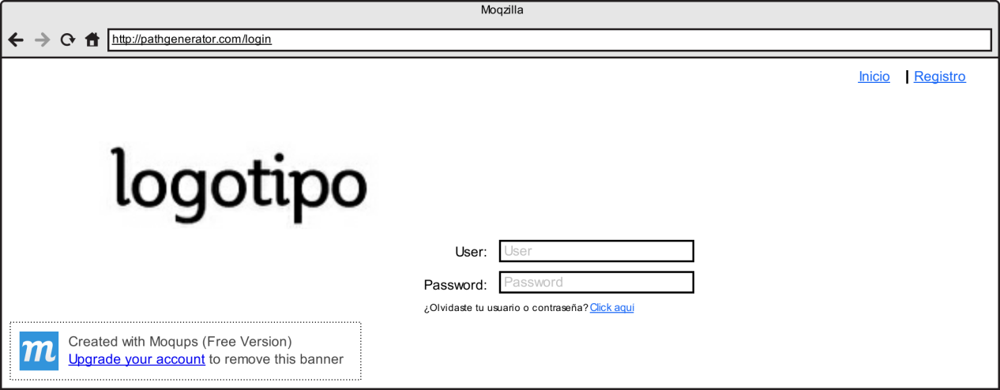 Moqzilla
http://pathgenerator.com/login
Inicio | Registro
logotipo
User: User
Password: Password
¿Olvidaste tu usuario o contraseña? Click aqui
m
Created with Moqups (Free Version)
Upgrade your account to remove this banner